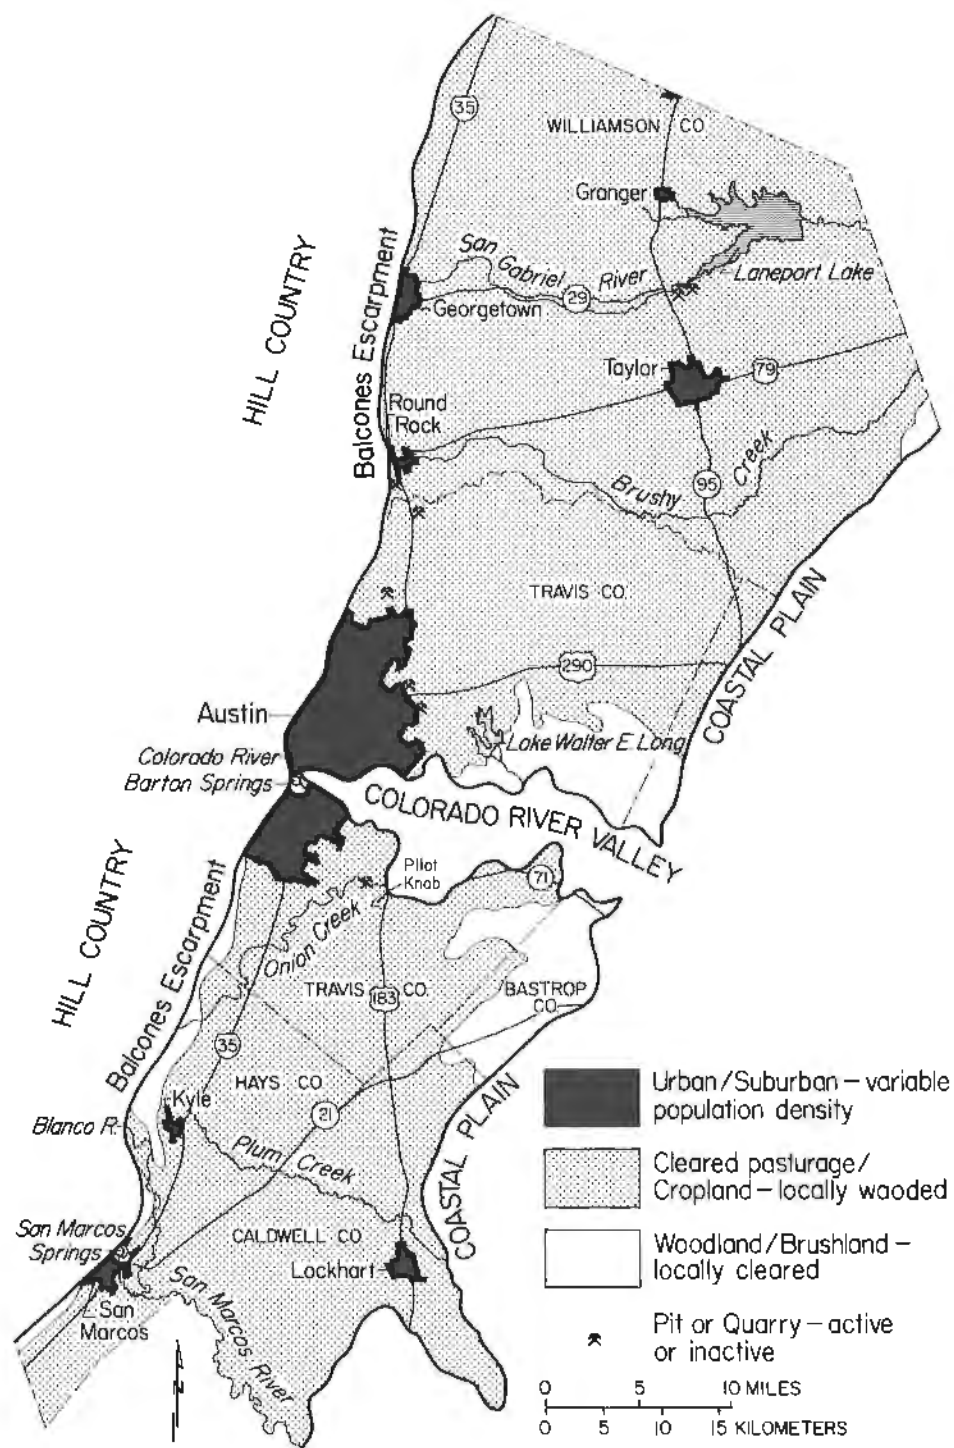 35
WILLIAMSON CO
Granger
San Gabriel River
Laneport Lake
29
Georgetown
HILL COUNTRY
Balcones Escarpment
Taylor
79
Round
Rock
Brushy Creek
95
TRAVIS CO.
COASTAL PLAIN
290
Austin
Lake Walter E. Long
Colorado River
Barton Springs
COLORADO RIVER VALLEY
Pilot
Knob
71
Onion Creek
HILL COUNTRY
Balcones Escarpment
TRAVIS CO.
183
BASTROP
CO.
35
HAYS CO
21
Kyle
Blanco R.
Plum Creek
COASTAL PLAIN
San Marcos
Springs
CALDWELL CO
Lockhart
San
Marcos
San Marcos River
N
Urban/Suburban – variable
population density
Cleared pasturage/
Cropland – locally wooded
Woodland/Brushland –
locally cleared
Pit or Quarry – active
or inactive
0 5 10 MILES
0 5 10 15 KILOMETERS